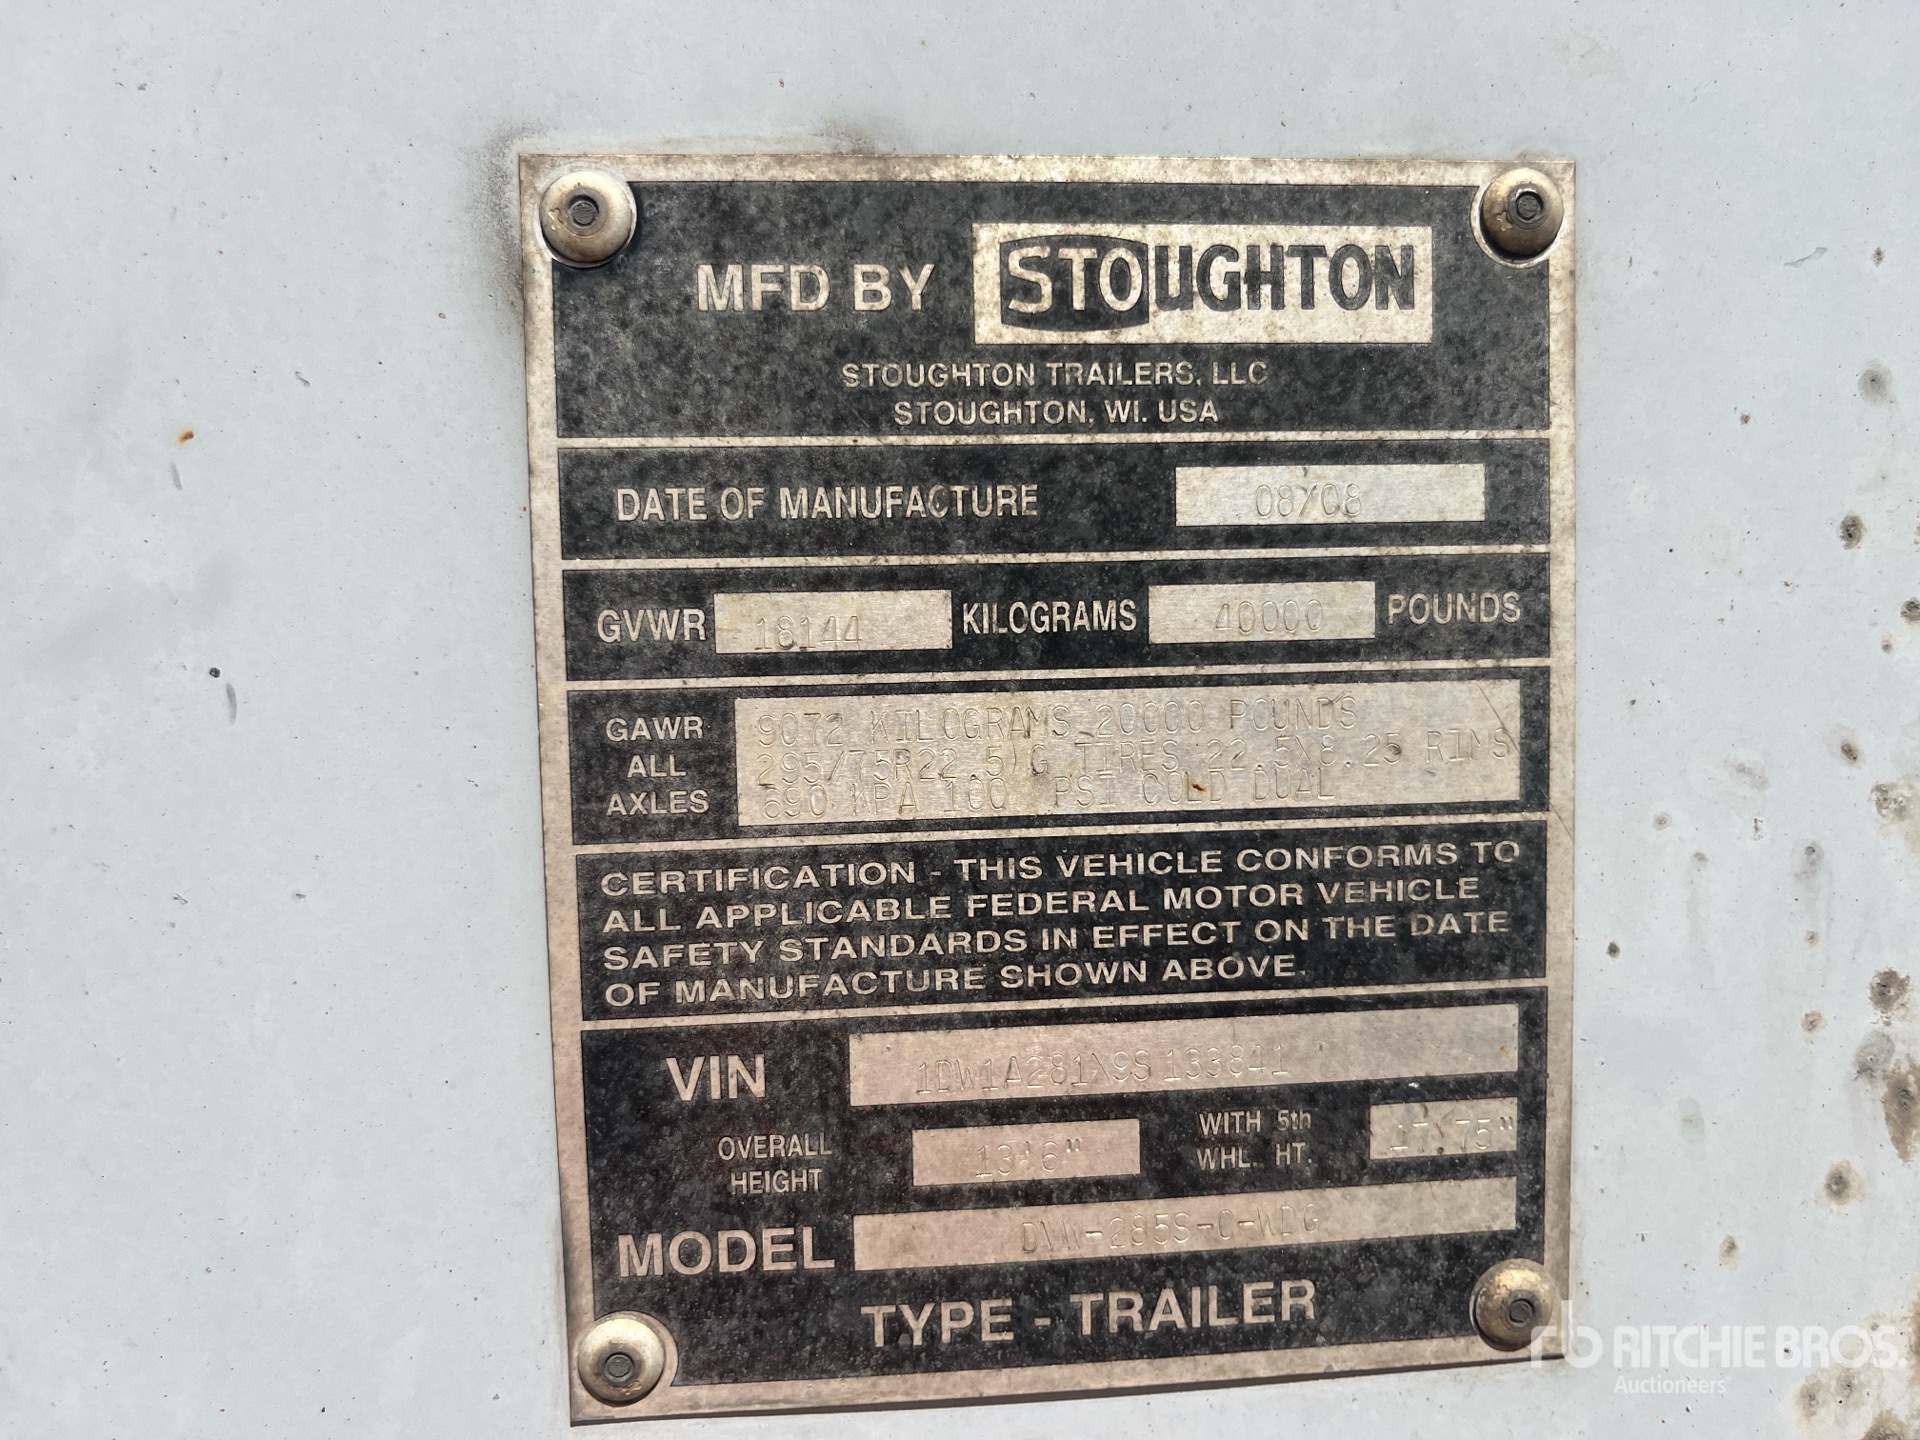 MFD BY STOUGHTON
STOUGHTON TRAILERS, LLC
STOUGHTON, WI. USA
DATE OF MANUFACTURE 08/08
GVWR 18144 KILOGRAMS 40000 POUNDS
GAWR ALL AXLES
9072 KILOGRAMS 20000 POUNDS
295/75R22.5/G TIRES 22.5X8.25 RIMS
690 KPA 100 PSI COLD DUAL
CERTIFICATION - THIS VEHICLE CONFORMS TO
ALL APPLICABLE FEDERAL MOTOR VEHICLE
SAFETY STANDARDS IN EFFECT ON THE DATE
OF MANUFACTURE SHOWN ABOVE.
VIN 1DW1A281X9S133841
OVERALL HEIGHT 13'6"
WITH 5th WHL. HT.
MODEL DVW-285S-C-WDG
TYPE - TRAILER
rb RITCHIE BROS.
Auctioneers